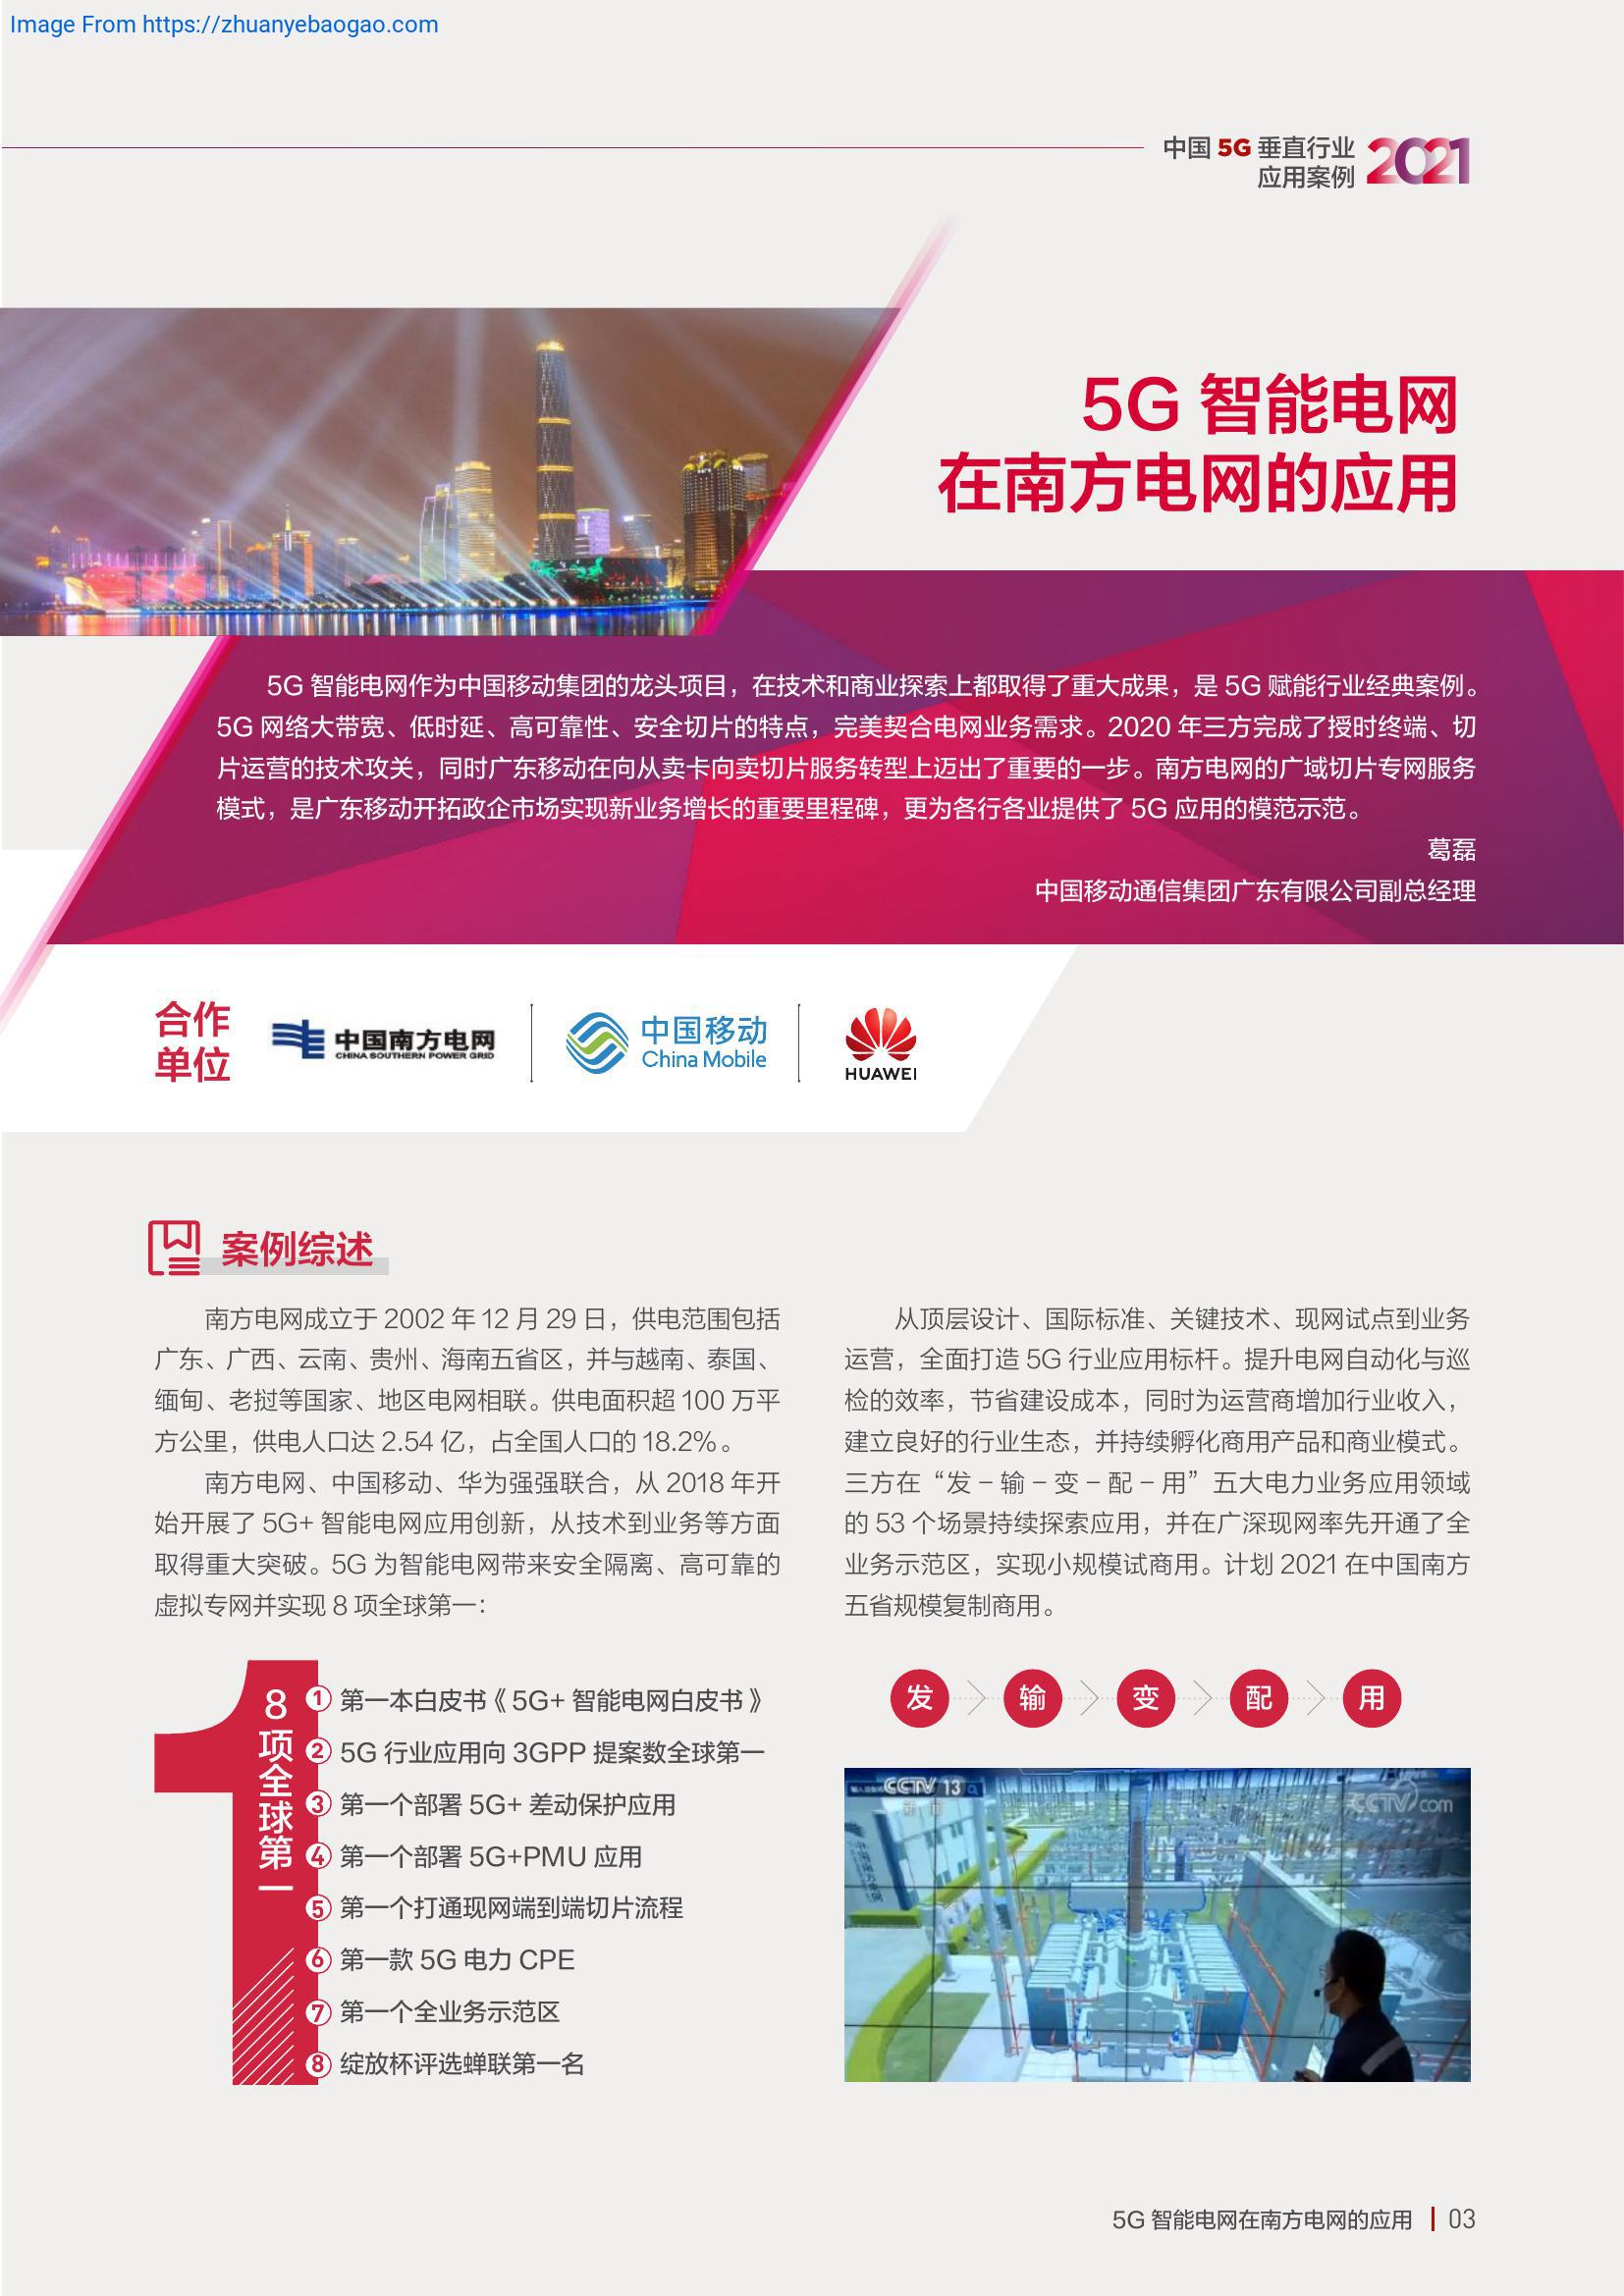 Image From https://zhuanyebaogao.com
中国 5G 垂直行业
应用案例
2021
5G 智能电网
在南方电网的应用
5G 智能电网作为中国移动集团的龙头项目，在技术和商业探索上都取得了重大成果，是 5G 赋能行业经典案例。
5G 网络大带宽、低时延、高可靠性、安全切片的特点，完美契合电网业务需求。2020 年三方完成了授时终端、切
片运营的技术攻关，同时广东移动在向从卖卡向卖切片服务转型上迈出了重要的一步。南方电网的广域切片专网服务
模式，是广东移动开拓政企市场实现新业务增长的重要里程碑，更为各行各业提供了 5G 应用的模范示范。
葛磊
中国移动通信集团广东有限公司副总经理
合作
单位
中国南方电网
CHINA SOUTHERN POWER GRID
中国移动
China Mobile
HUAWEI
案例综述
南方电网成立于 2002 年 12 月 29 日，供电范围包括
广东、广西、云南、贵州、海南五省区，并与越南、泰国、
缅甸、老挝等国家、地区电网相联。供电面积超 100 万平
方公里，供电人口达 2.54 亿，占全国人口的 18.2%。
南方电网、中国移动、华为强强联合，从 2018 年开
始开展了 5G+ 智能电网应用创新，从技术到业务等方面
取得重大突破。5G 为智能电网带来安全隔离、高可靠的
虚拟专网并实现 8 项全球第一：
8项全球第一
1 第一本白皮书《 5G+ 智能电网白皮书 》
2 5G 行业应用向 3GPP 提案数全球第一
3 第一个部署 5G+ 差动保护应用
4 第一个部署 5G+PMU 应用
5 第一个打通现网端到端切片流程
6 第一款 5G 电力 CPE
7 第一个全业务示范区
8 绽放杯评选蝉联第一名
从顶层设计、国际标准、关键技术、现网试点到业务
运营，全面打造 5G 行业应用标杆。提升电网自动化与巡
检的效率，节省建设成本，同时为运营商增加行业收入，
建立良好的行业生态，并持续孵化商用产品和商业模式。
三方在“发 – 输 – 变 – 配 – 用”五大电力业务应用领域
的 53 个场景持续探索应用，并在广深现网率先开通了全
业务示范区，实现小规模试商用。计划 2021 在中国南方
五省规模复制商用。
发 输 变 配 用
CCTV 13
新闻
CCTV com
中国南方电网
5G 智能电网在南方电网的应用 03